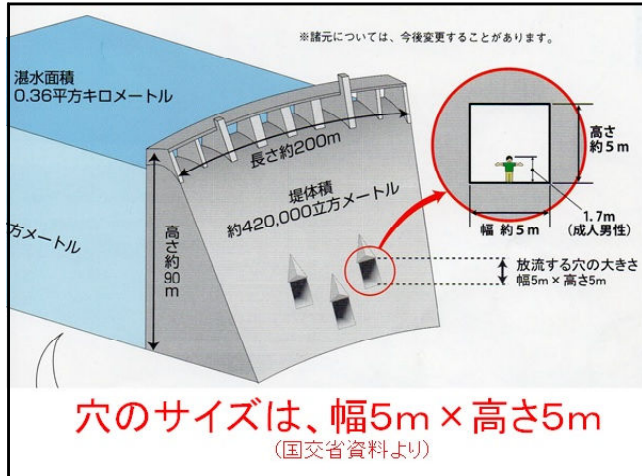 ※諸元については、今後変更することがあります。
湛水面積
0.36平方キロメートル
長さ約200m
堤体積
約420,000立方メートル
高さ約90m
方メートル
高さ
約5m
1.7m
(成人男性)
幅 約5m
放流する穴の大きさ
幅5m×高さ5m
穴のサイズは、幅5m×高さ5m
(国交省資料より)